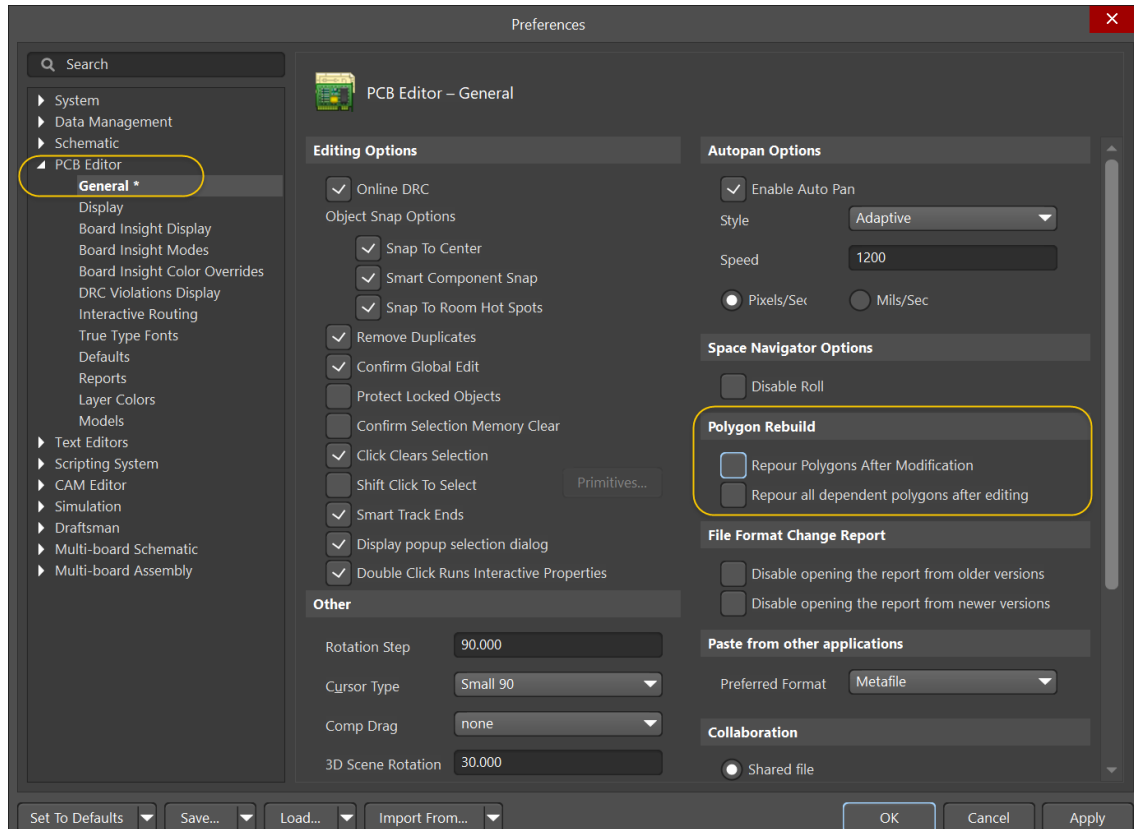 Preferences
Search
System
Data Management
Schematic
PCB Editor
General *
Display
Board Insight Display
Board Insight Modes
Board Insight Color Overrides
DRC Violations Display
Interactive Routing
True Type Fonts
Defaults
Reports
Layer Colors
Models
Text Editors
Scripting System
CAM Editor
Simulation
Draftsman
Multi-board Schematic
Multi-board Assembly
PCB Editor – General
Editing Options
Online DRC
Object Snap Options
Snap To Center
Smart Component Snap
Snap To Room Hot Spots
Remove Duplicates
Confirm Global Edit
Protect Locked Objects
Confirm Selection Memory Clear
Click Clears Selection
Shift Click To Select
Primitives...
Smart Track Ends
Display popup selection dialog
Double Click Runs Interactive Properties
Other
Rotation Step 90.000
Cursor Type Small 90
Comp Drag none
3D Scene Rotation 30.000
Autopan Options
Enable Auto Pan
Style Adaptive
Speed 1200
Pixels/Sec Mils/Sec
Space Navigator Options
Disable Roll
Polygon Rebuild
Repour Polygons After Modification
Repour all dependent polygons after editing
File Format Change Report
Disable opening the report from older versions
Disable opening the report from newer versions
Paste from other applications
Preferred Format Metafile
Collaboration
Shared file
Set To Defaults Save... Load... Import From... OK Cancel Apply